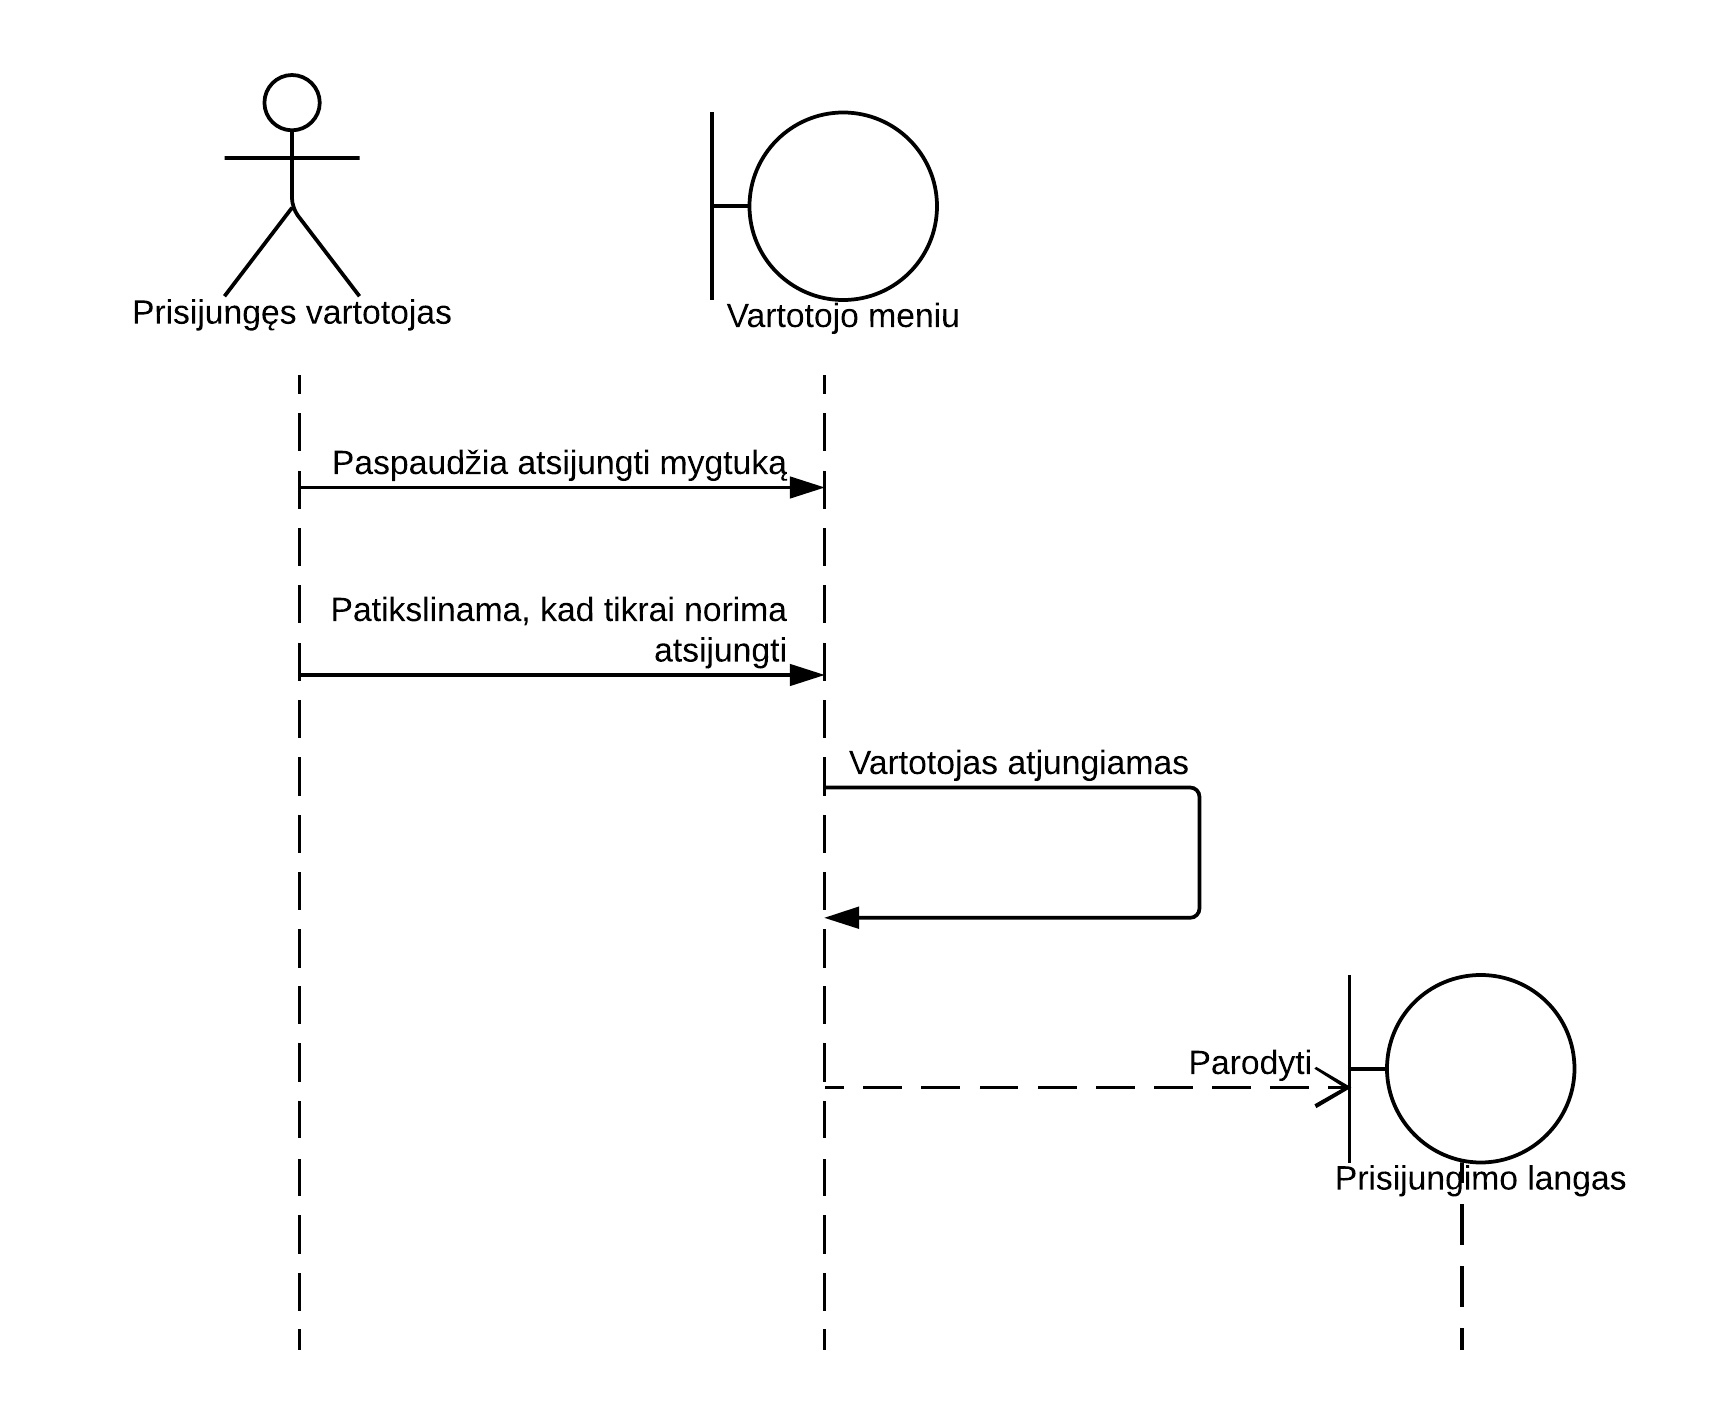 Prisijungęs vartotojas
Vartotojo meniu
Paspaudžia atsijungti mygtuką
Patikslinama, kad tikrai norima
atsijungti
Vartotojas atjungiamas
Parodyti
Prisijungimo langas